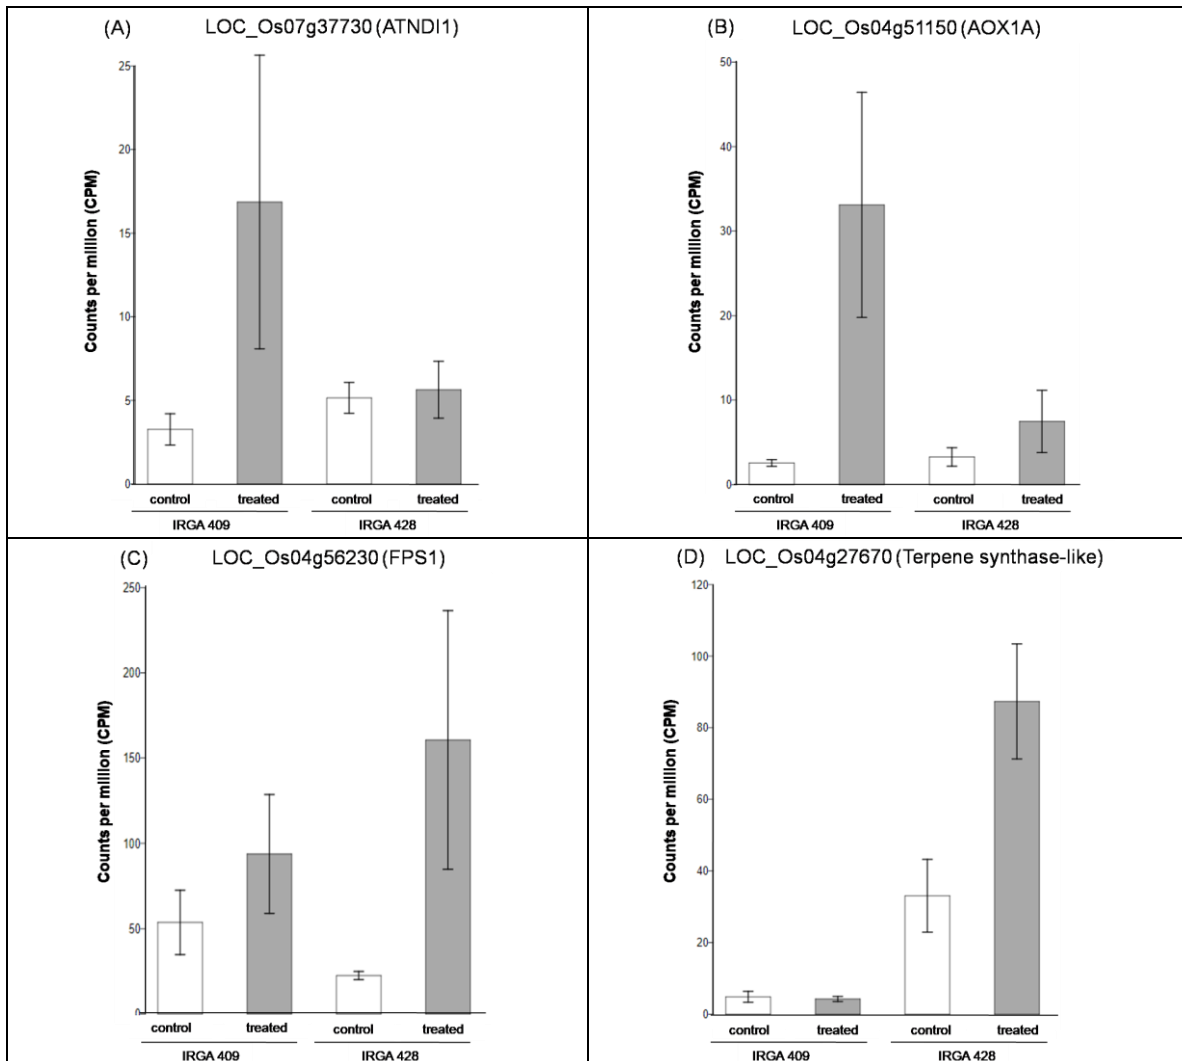 (A) LOC_Os07g37730 (ATNDI1)
Counts per million (CPM)
25
20
15
10
5
0
control treated control treated
IRGA 409 IRGA 428
(B) LOC_Os04g51150 (AOX1A)
Counts per million (CPM)
50
40
30
20
10
0
control treated control treated
IRGA 409 IRGA 428
(C) LOC_Os04g56230 (FPS1)
Counts per million (CPM)
250
200
150
100
50
0
control treated control treated
IRGA 409 IRGA 428
(D) LOC_Os04g27670 (Terpene synthase-like)
Counts per million (CPM)
120
100
80
60
40
20
0
control treated control treated
IRGA 409 IRGA 428